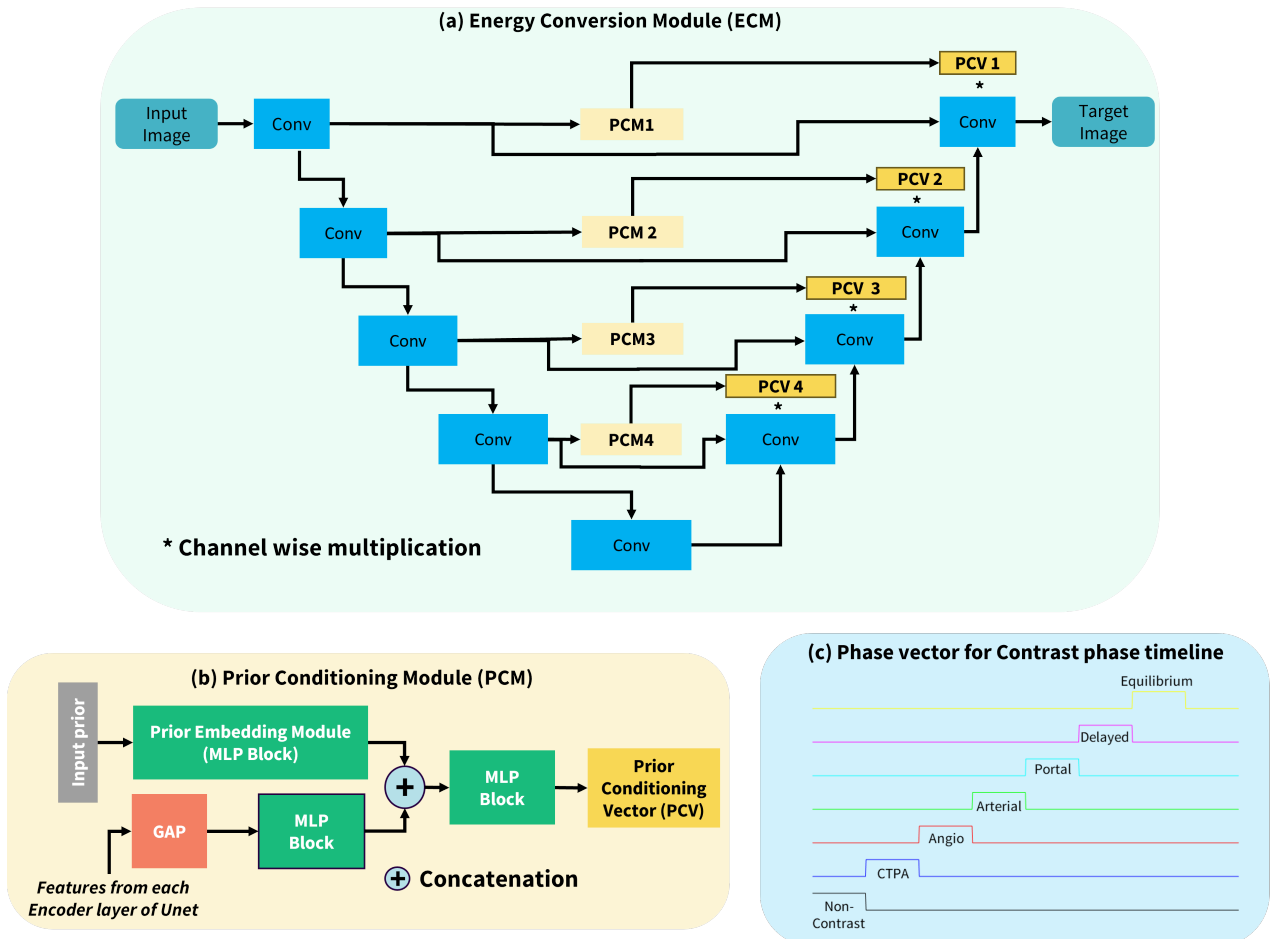 (a) Energy Conversion Module (ECM)
PCV 1
*
Input
Image
Conv
PCM1
Conv
Target
Image
PCV 2
*
Conv
PCM 2
Conv
PCV  3
*
Conv
PCM3
Conv
PCV 4
*
Conv
PCM4
Conv
Conv
* Channel wise multiplication
(b) Prior Conditioning Module (PCM)
Input prior
Prior Embedding Module
(MLP Block)
GAP
MLP
Block
+
MLP
Block
Prior
Conditioning
Vector (PCV)
Features from each
Encoder layer of Unet
+ Concatenation
(c) Phase vector for Contrast phase timeline
Equilibrium
Delayed
Portal
Arterial
Angio
CTPA
Non-
Contrast